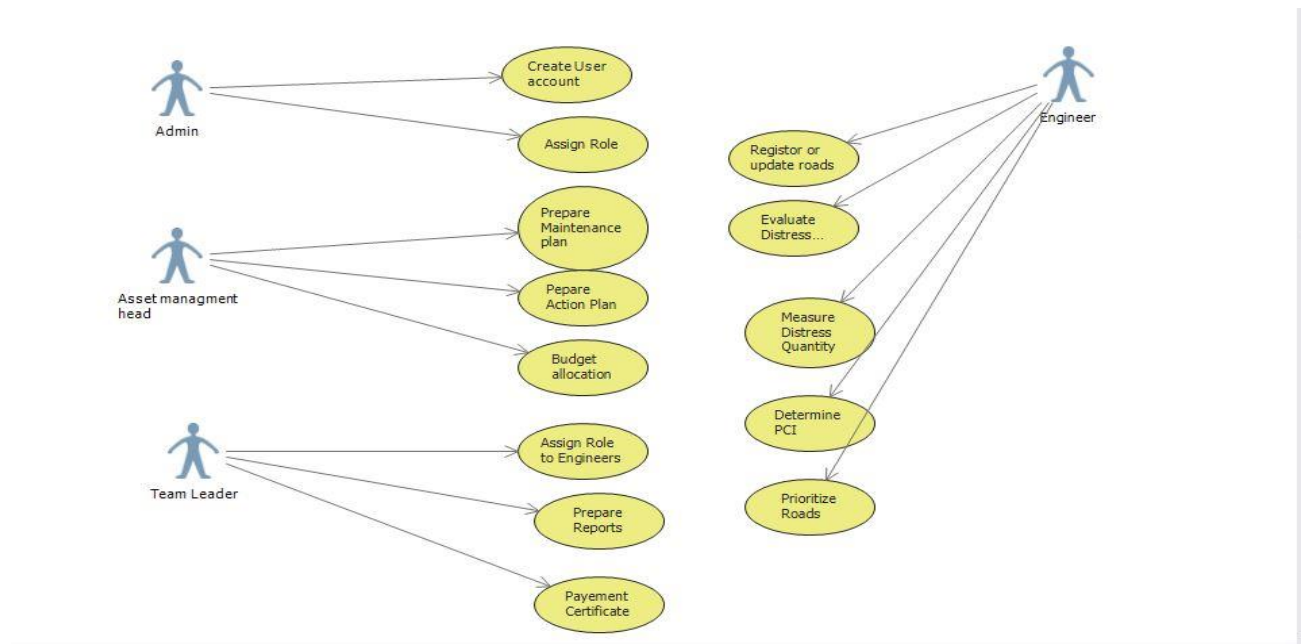 Admin
Create User
account
Assign Role
Asset managment
head
Prepare
Maintenance
plan
Pepare
Action Plan
Budget
allocation
Team Leader
Assign Role
to Engineers
Prepare
Reports
Payement
Certificate
Engineer
Registor or
update roads
Evaluate
Distress...
Measure
Distress
Quantity
Determine
PCI
Prioritize
Roads